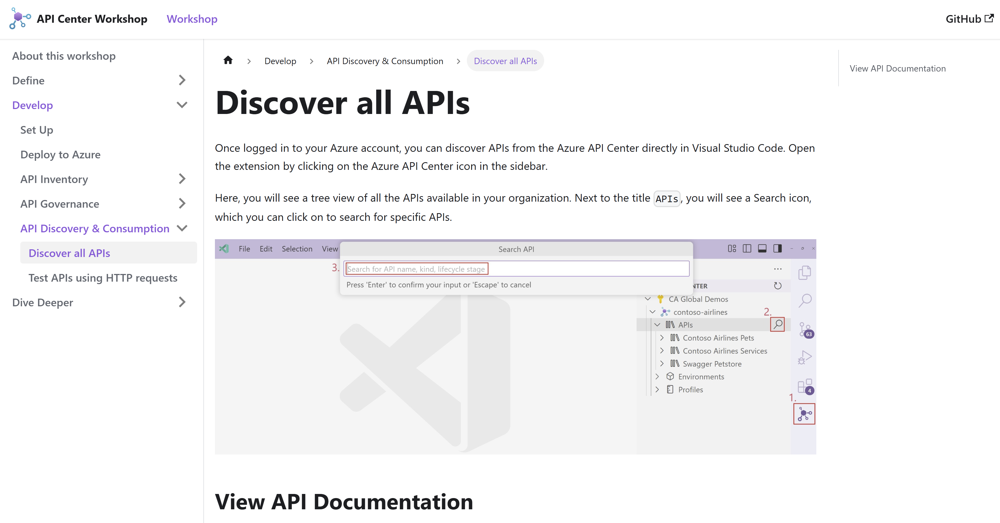 API Center Workshop
Workshop
GitHub
About this workshop
Define
Develop
Set Up
Deploy to Azure
API Inventory
API Governance
API Discovery & Consumption
Discover all APIs
Test APIs using HTTP requests
Dive Deeper
Develop
API Discovery & Consumption
Discover all APIs
Discover all APIs
Once logged in to your Azure account, you can discover APIs from the Azure API Center directly in Visual Studio Code. Open
the extension by clicking on the Azure API Center icon in the sidebar.
Here, you will see a tree view of all the APIs available in your organization. Next to the title APIs, you will see a Search icon,
which you can click on to search for specific APIs.
File Edit Selection View
Search API
3.
Search for API name, kind, lifecycle stage
Press 'Enter' to confirm your input or 'Escape' to cancel
NTER
CA Global Demos
contoso-airlines
2.
APIs
Contoso Airlines Pets
Contoso Airlines Services
Swagger Petstore
Environments
Profiles
63
4
1.
View API Documentation
View API Documentation